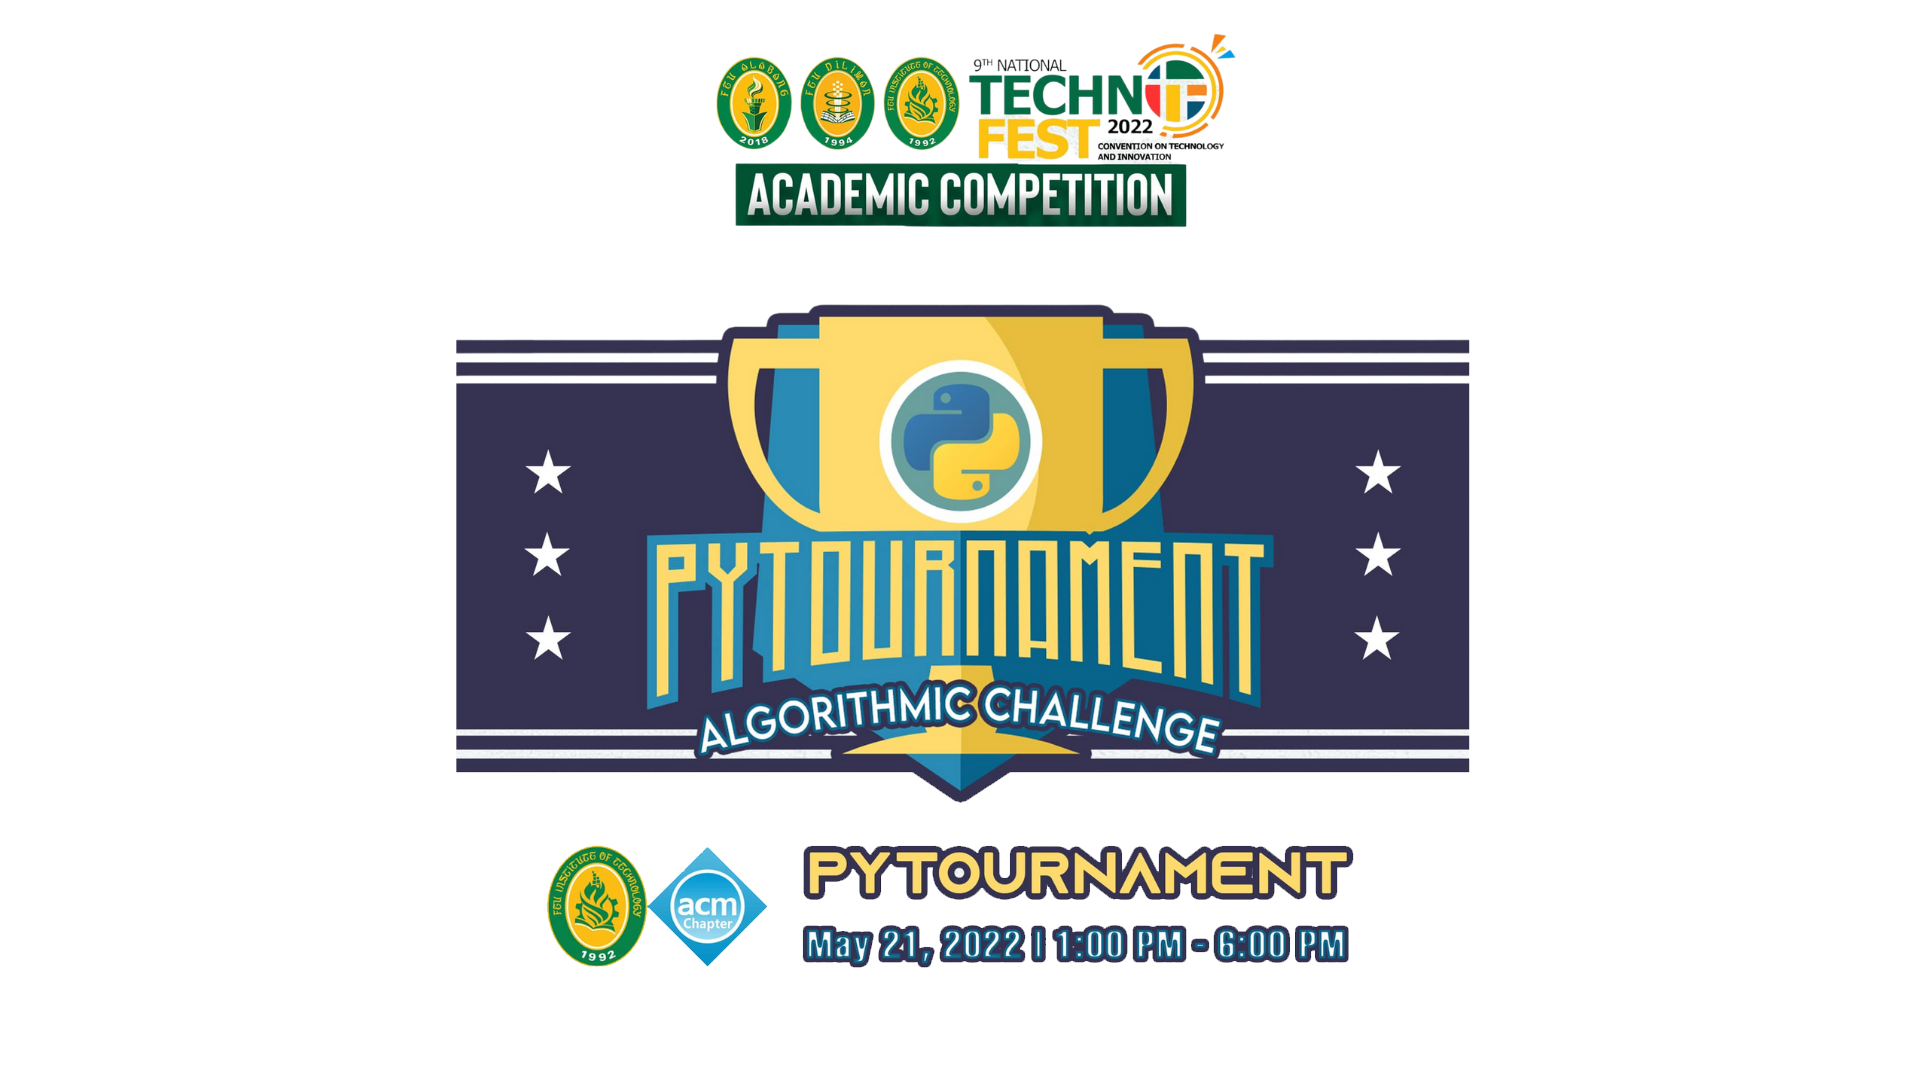 FEU ALABANG
2018
FEU DILIMAN
1994
FEU INSTITUTE OF TECHNOLOGY
1992
9TH NATIONAL
TECHNO
FEST
2022
CONVENTION ON TECHNOLOGY
AND INNOVATION
ACADEMIC COMPETITION
PYTOURNAMENT
ALGORITHMIC CHALLENGE
FEU INSTITUTE OF TECHNOLOGY
1992
acm
Chapter
PYTOURNAMENT
May 21, 2022 | 1:00 PM - 6:00 PM